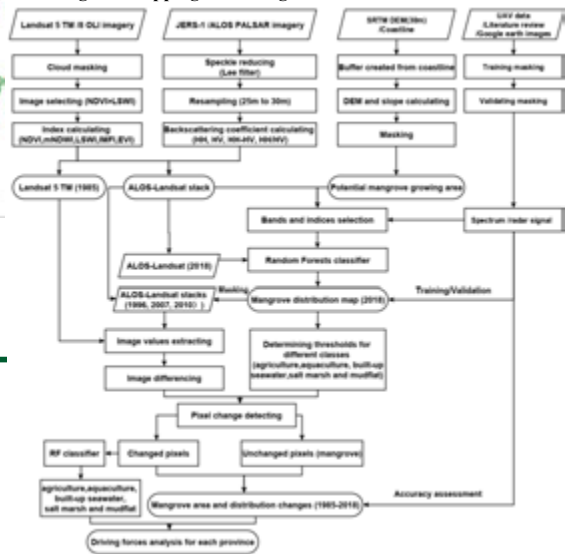 Landsat 5 TM /8 OLI imagery
JERS-1 /ALOS PALSAR imagery
SRTM DEM(30m)
/Coastline
UAV data
/Literature review
/Google earth images
Cloud masking
Speckle reducing
(Lee filter)
Buffer created from coastline
Training masking
Image selecting (NDVI>LSWI)
Resampling (25m to 30m)
DEM and slope calculating
Validating masking
Index calculating
(NDVI,mNDWI,LSWI,IMFI,EVI)
Backscattering coefficient calculating
(HH, HV, HH-HV, HH/HV)
Masking
Landsat 5 TM (1985)
ALOS-Landsat stack
Potential mangrove growing area
Bands and indices selection
Spectrum /radar signal
ALOS-Landsat (2018)
Random Forests classifier
ALOS-Landsat stacks
(1996, 2007, 2010)
Masking
Mangrove distribution map (2018)
Training/Validation
Image values extracting
Determining thresholds for
different classes
(agriculture,aquaculture, built-up
seawater,salt marsh and mudflat)
Image differencing
Pixel change detecting
RF classifier
Changed pixels
Unchanged pixels (mangrove)
agriculture,aquaculture,
built-up seawater,
salt marsh and mudflat
Mangrove area and distribution changes (1985-2018)
Accuracy assessment
Driving forces analysis for each province